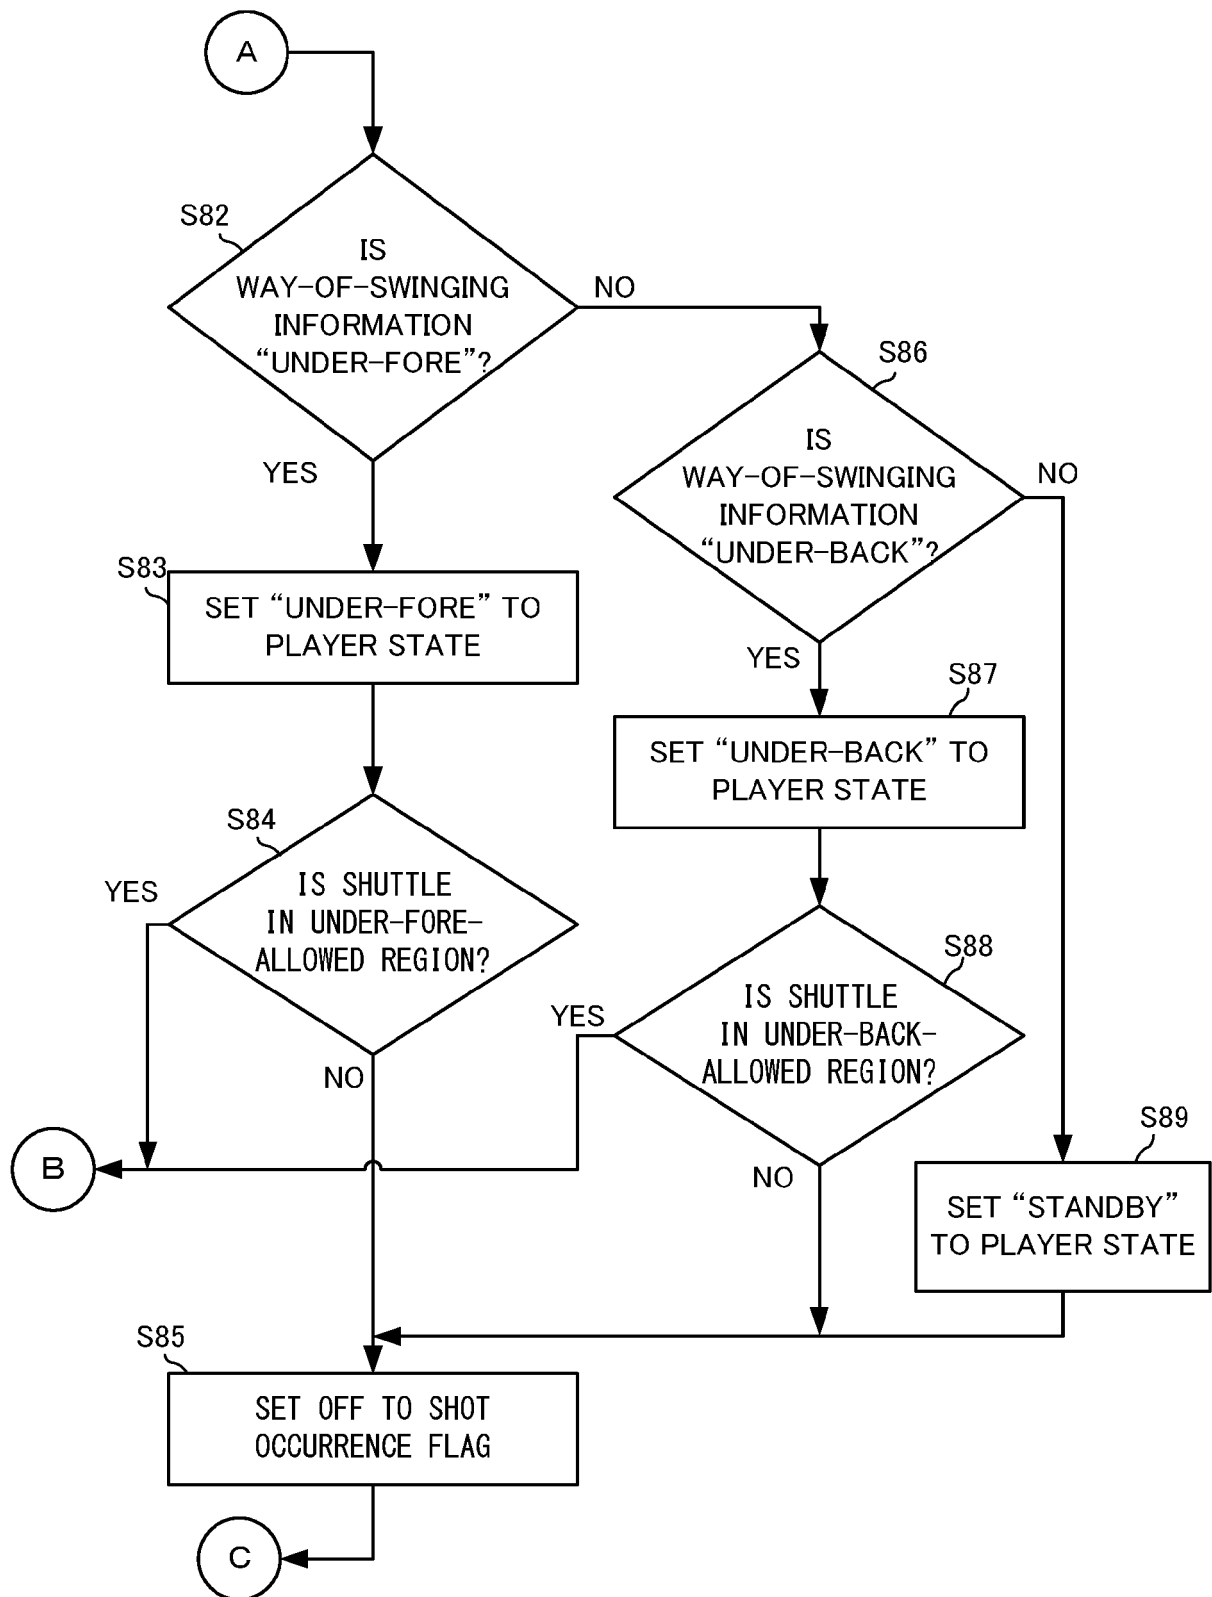 A
S82
IS
WAY-OF-SWINGING
INFORMATION
“UNDER-FORE”?
NO
YES
S86
IS
WAY-OF-SWINGING
INFORMATION
“UNDER-BACK”?
NO
YES
S83
SET “UNDER-FORE” TO
PLAYER STATE
S87
SET “UNDER-BACK” TO
PLAYER STATE
S84
IS SHUTTLE
IN UNDER-FORE-
ALLOWED REGION?
YES
NO
S88
IS SHUTTLE
IN UNDER-BACK-
ALLOWED REGION?
YES
NO
B
S89
SET “STANDBY”
TO PLAYER STATE
S85
SET OFF TO SHOT
OCCURRENCE FLAG
C